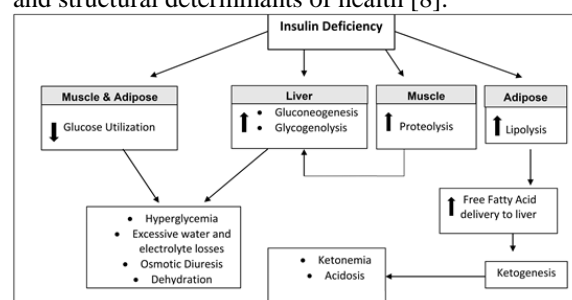 and structural determinants of health [8].
Insulin Deficiency
Muscle & Adipose
Glucose Utilization
Liver
• Gluconeogenesis
• Glycogenolysis
Muscle
Proteolysis
Adipose
Lipolysis
• Hyperglycemia
• Excessive water and
electrolyte losses
• Osmotic Diuresis
• Dehydration
Free Fatty Acid
delivery to liver
• Ketonemia
• Acidosis
Ketogenesis